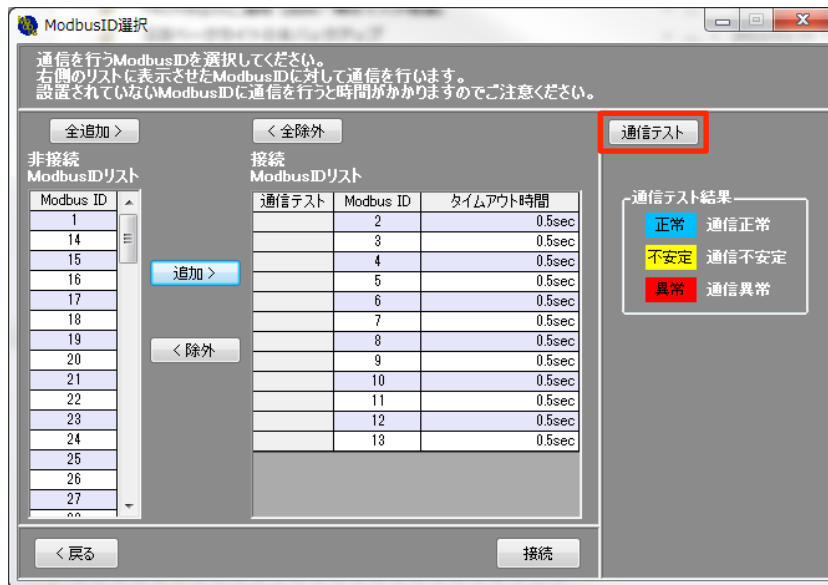 ModbusID選択
通信を行うModbusIDを選択してください。
右側のリストに表示させたModbusIDに対して通信を行います。
設置されていないModbusIDに通信を行うと時間がかかりますのでご注意ください。
全追加 >
< 全除外
通信テスト
非接続
ModbusIDリスト
接続
ModbusIDリスト
Modbus ID
1
14
15
16
17
18
19
20
21
22
23
24
25
26
27
追加 >
< 除外
通信テスト Modbus ID タイムアウト時間
2 0.5sec
3 0.5sec
4 0.5sec
5 0.5sec
6 0.5sec
7 0.5sec
8 0.5sec
9 0.5sec
10 0.5sec
11 0.5sec
12 0.5sec
13 0.5sec
通信テスト結果
正常 通信正常
不安定 通信不安定
異常 通信異常
< 戻る
接続